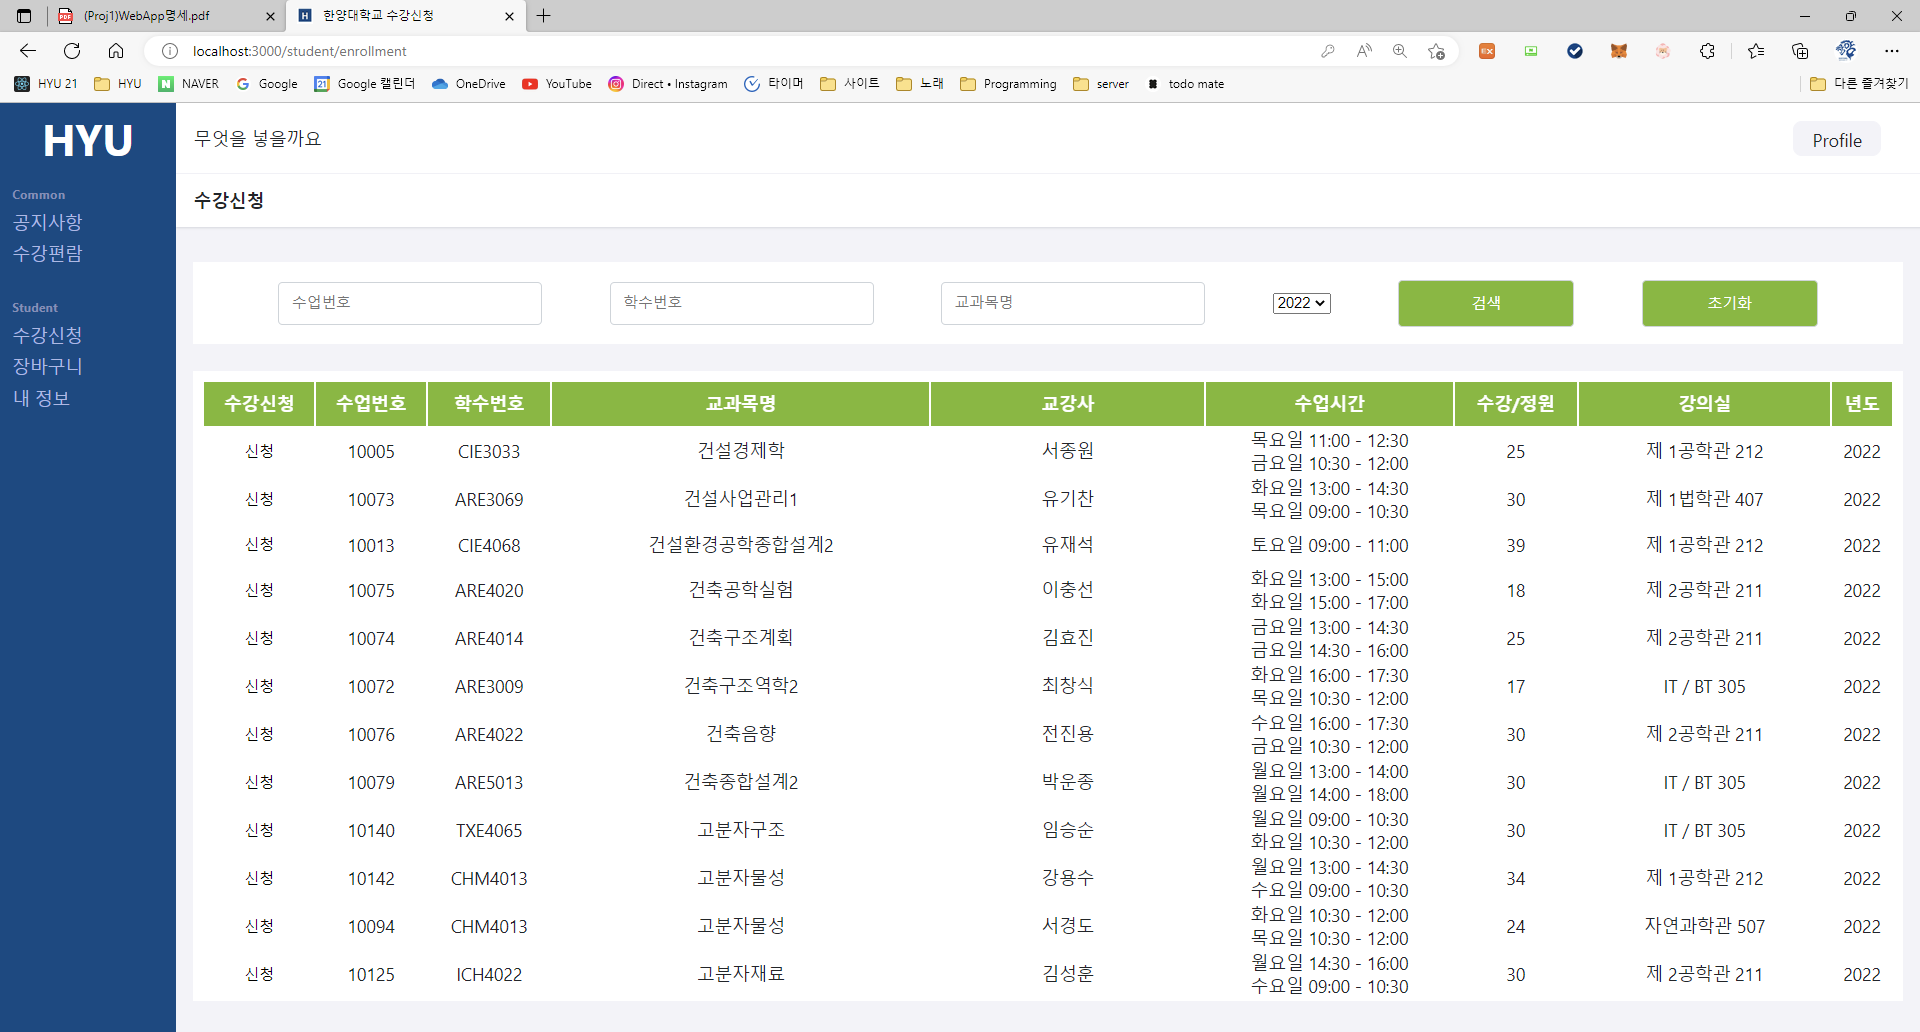 (Proj1)WebApp명세.pdf
한양대학교 수강신청
localhost:3000/student/enrollment
HYU 21
HYU
NAVER
Google
Google 캘린더
OneDrive
YouTube
Direct • Instagram
타이머
사이트
노래
Programming
server
todo mate
다른 즐겨찾기
HYU
무엇을 넣을까요
Profile
Common
공지사항
수강편람
Student
수강신청
장바구니
내 정보
수강신청
수업번호 학수번호 교과목명 2022 검색 초기화
수강신청 수업번호 학수번호 교과목명 교강사 수업시간 수강/정원 강의실 년도
신청 10005 CIE3033 건설경제학 서종원 목요일 11:00 - 12:30 25 제 1공학관 212 2022
금요일 10:30 - 12:00
신청 10073 ARE3069 건설사업관리1 유기찬 화요일 13:00 - 14:30 30 제 1법학관 407 2022
목요일 09:00 - 10:30
신청 10013 CIE4068 건설환경공학종합설계2 유재석 토요일 09:00 - 11:00 39 제 1공학관 212 2022
신청 10075 ARE4020 건축공학실험 이충선 화요일 13:00 - 15:00 18 제 2공학관 211 2022
화요일 15:00 - 17:00
신청 10074 ARE4014 건축구조계획 김효진 금요일 13:00 - 14:30 25 제 2공학관 211 2022
금요일 14:30 - 16:00
신청 10072 ARE3009 건축구조역학2 최창식 화요일 16:00 - 17:30 17 IT / BT 305 2022
목요일 10:30 - 12:00
신청 10076 ARE4022 건축음향 전진용 수요일 16:00 - 17:30 30 제 2공학관 211 2022
금요일 10:30 - 12:00
신청 10079 ARE5013 건축종합설계2 박운종 월요일 13:00 - 14:00 30 IT / BT 305 2022
월요일 14:00 - 18:00
신청 10140 TXE4065 고분자구조 임승순 월요일 09:00 - 10:30 30 IT / BT 305 2022
화요일 10:30 - 12:00
신청 10142 CHM4013 고분자물성 강용수 월요일 13:00 - 14:30 34 제 1공학관 212 2022
수요일 09:00 - 10:30
신청 10094 CHM4013 고분자물성 서경도 화요일 10:30 - 12:00 24 자연과학관 507 2022
목요일 10:30 - 12:00
신청 10125 ICH4022 고분자재료 김성훈 월요일 14:30 - 16:00 30 제 2공학관 211 2022
수요일 09:00 - 10:30